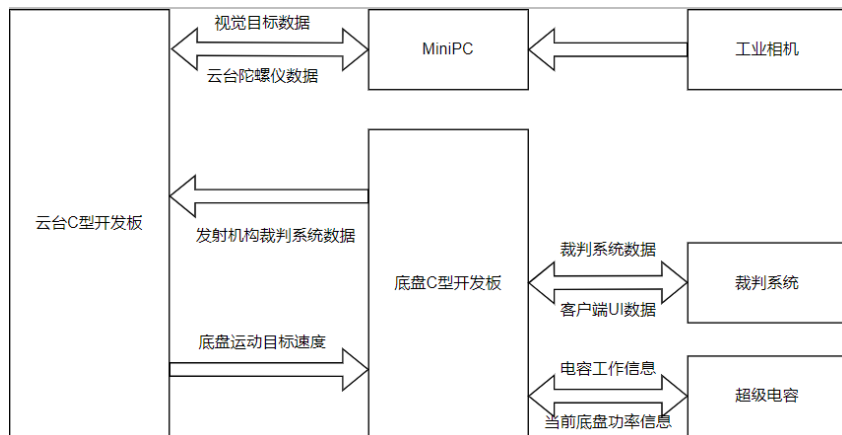 视觉目标数据
MiniPC
工业相机
云台陀螺仪数据
云台C型开发板
发射机构裁判系统数据
底盘C型开发板
裁判系统数据
裁判系统
客户端UI数据
底盘运动目标速度
电容工作信息
超级电容
当前底盘功率信息